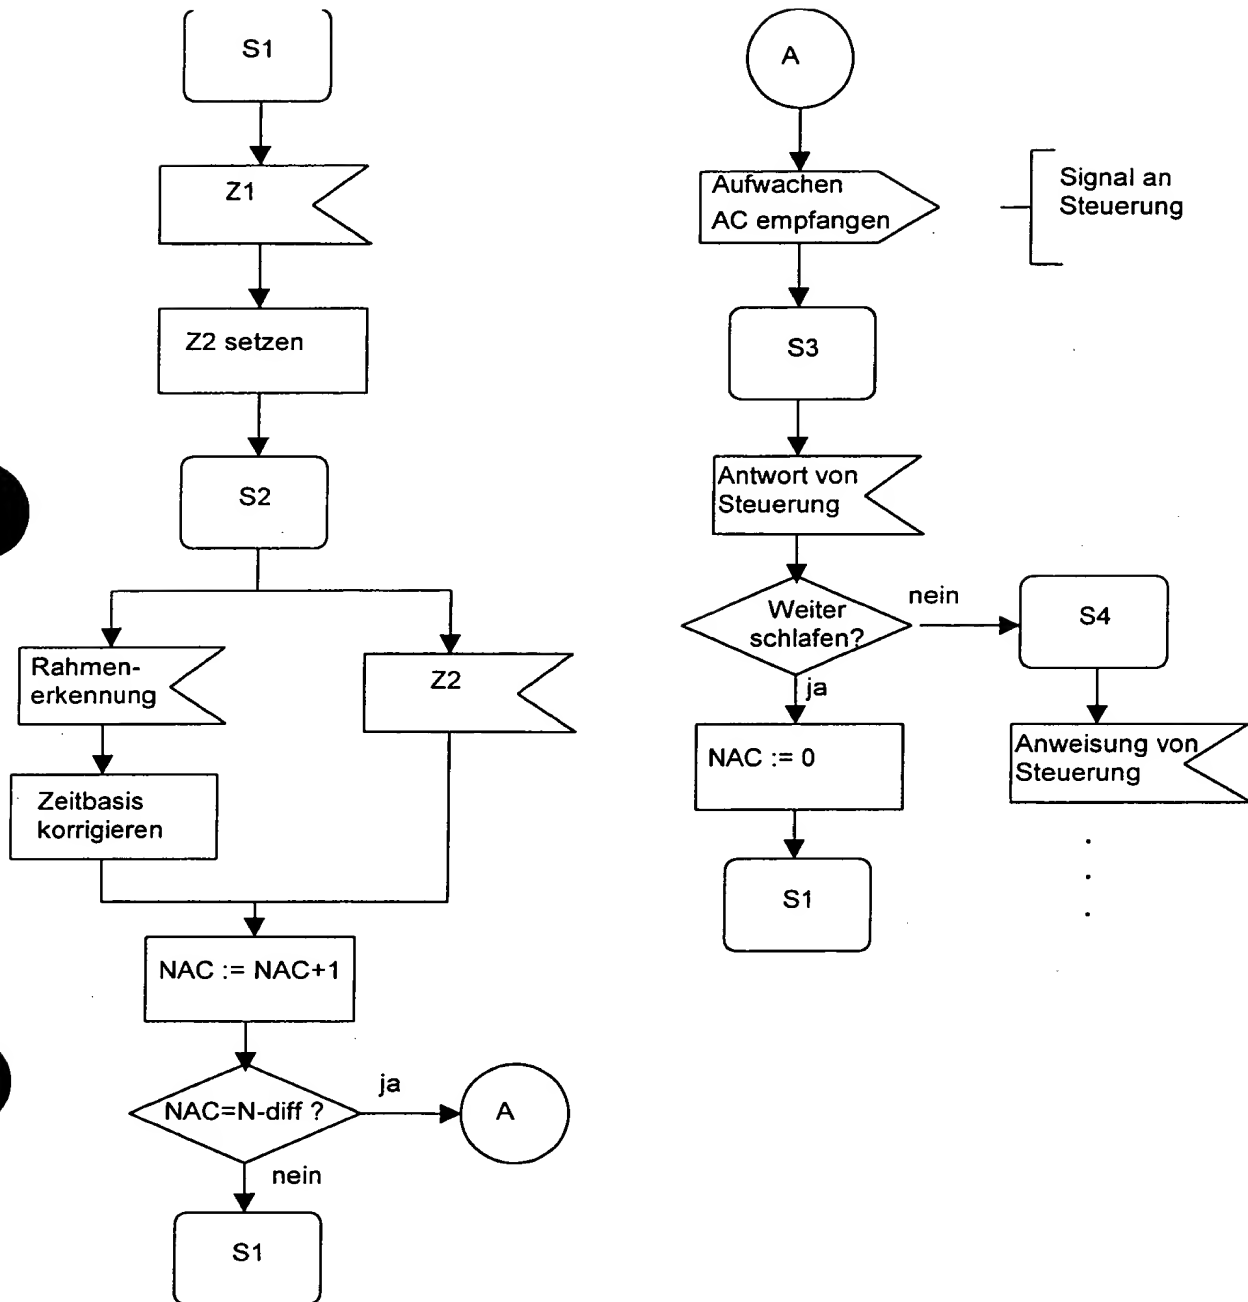 S1
Z1
Z2 setzen
S2
Rahmen-
erkennung
Z2
Zeitbasis
korrigieren
NAC := NAC+1
NAC=N-diff ?
ja
A
nein
S1
A
Aufwachen
AC empfangen
Signal an
Steuerung
S3
Antwort von
Steuerung
Weiter
schlafen?
nein
S4
ja
NAC := 0
Anweisung von
Steuerung
S1